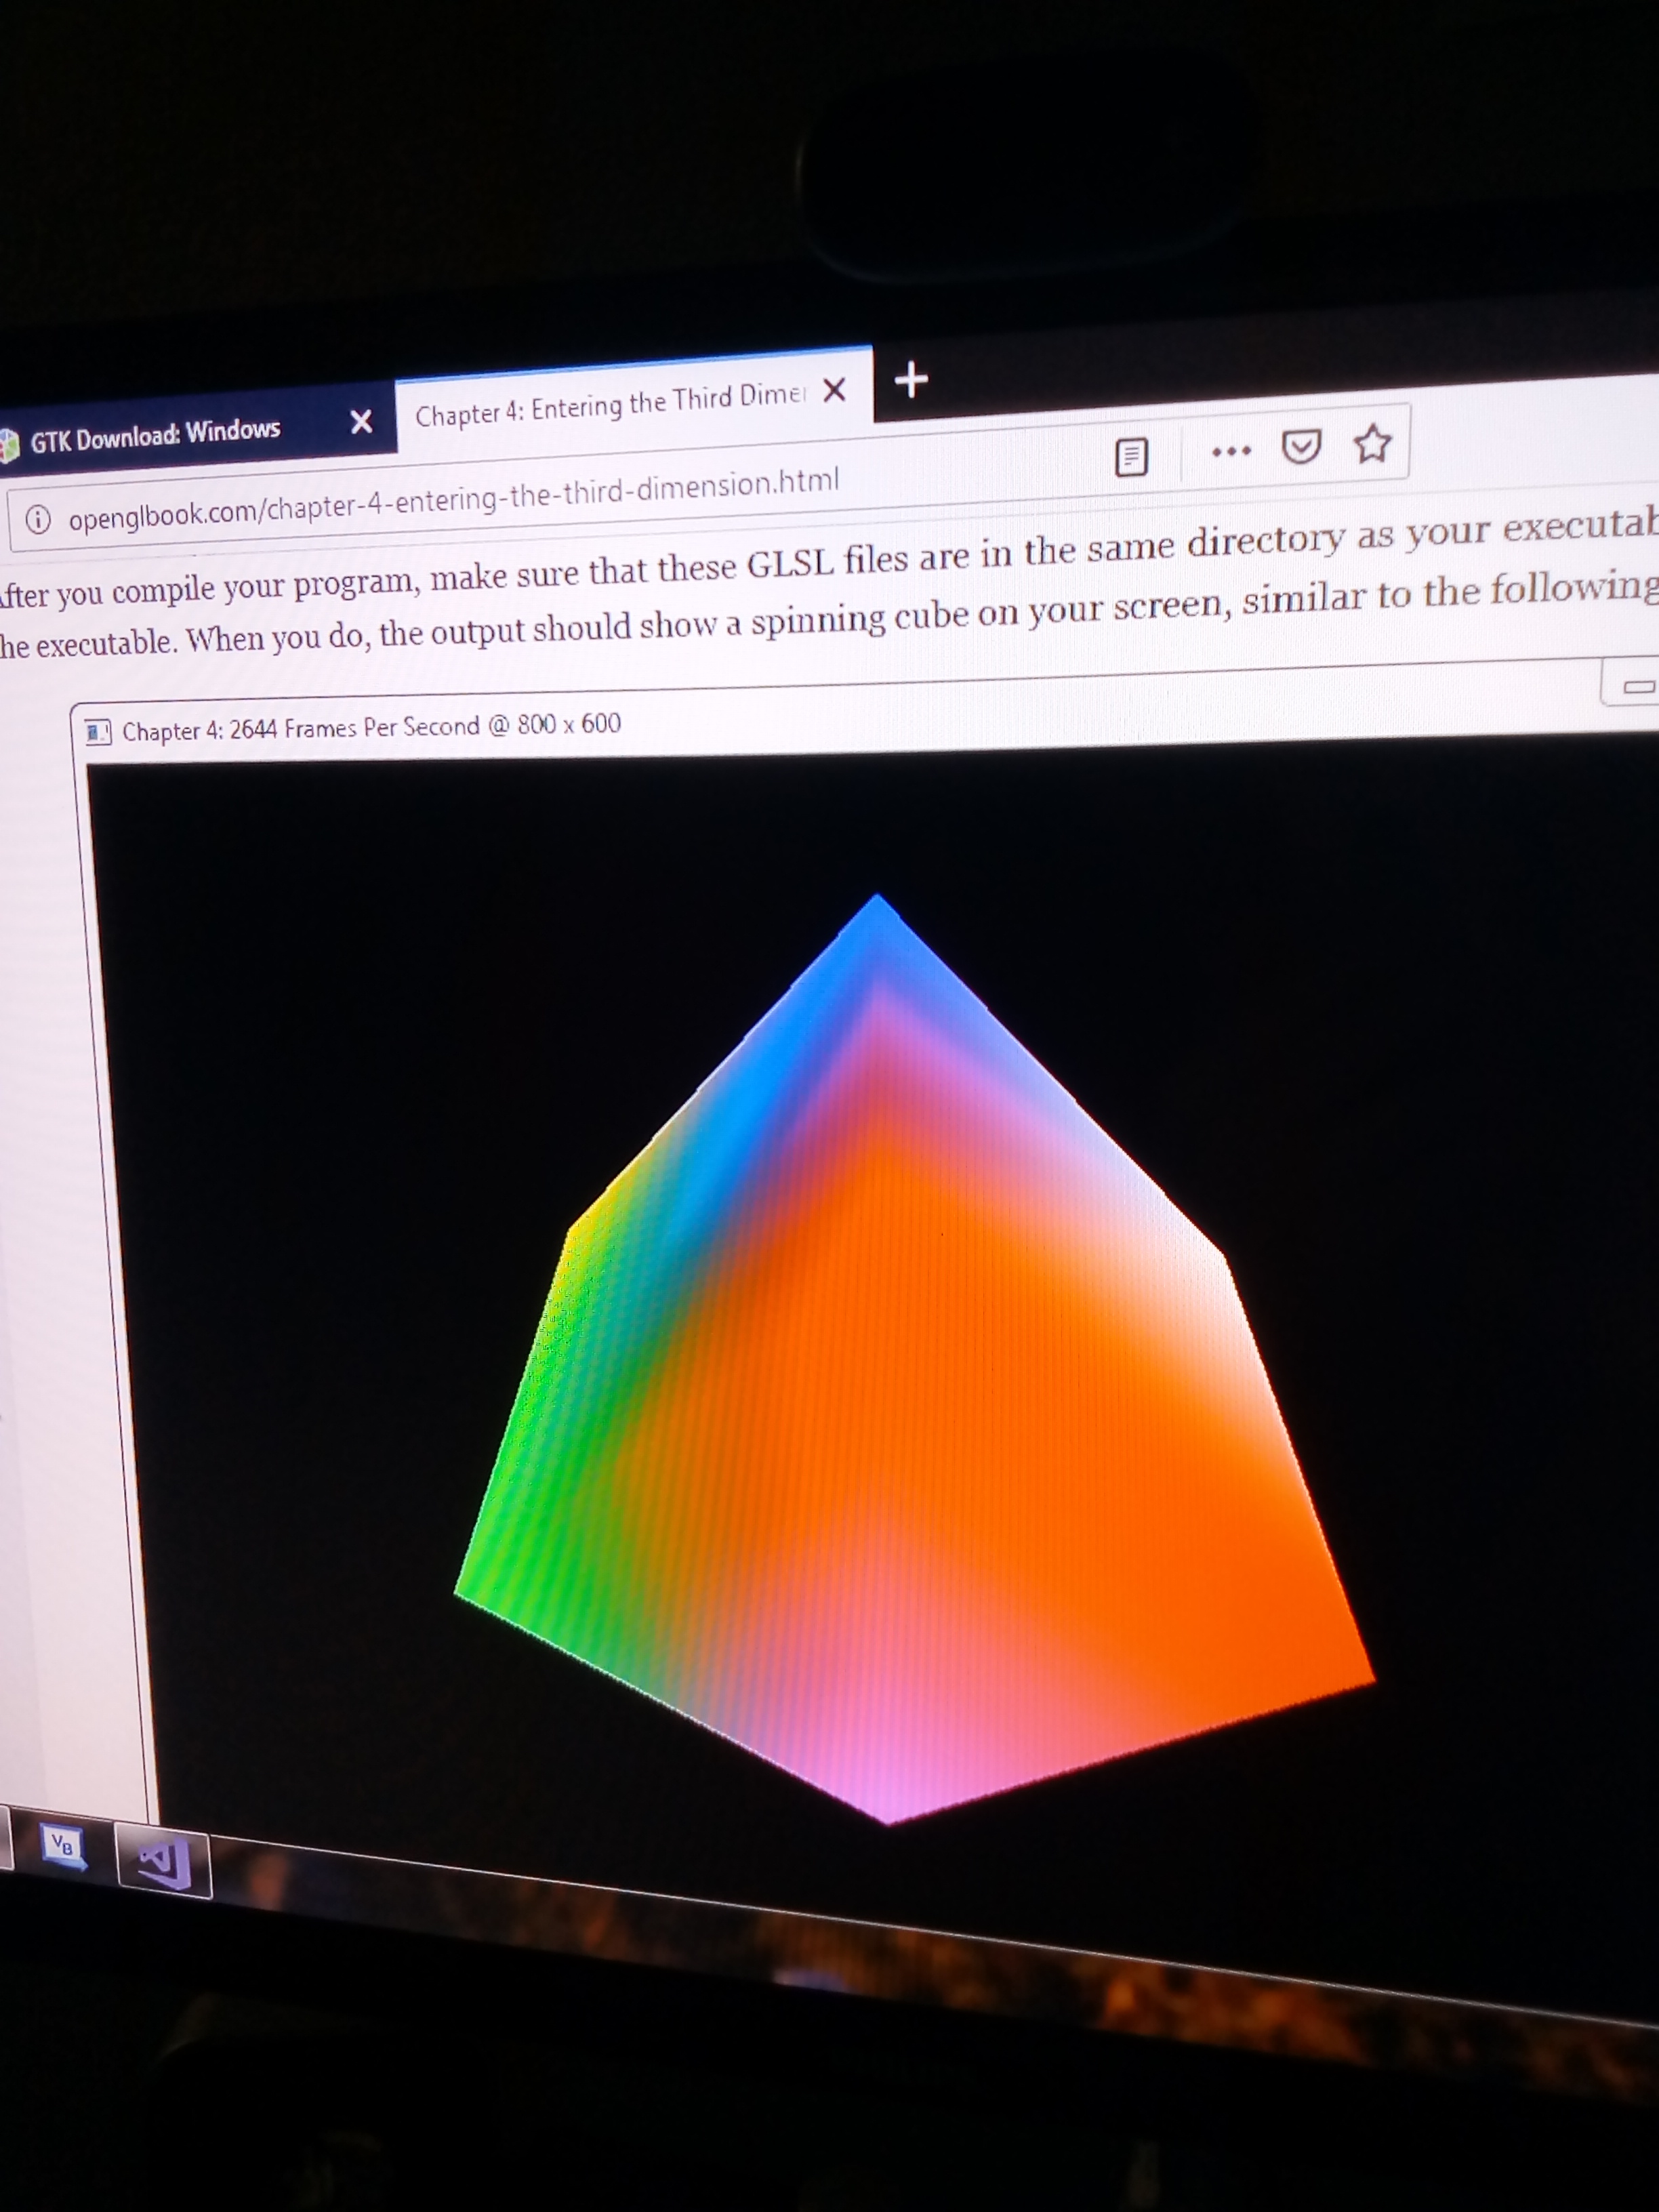 GTK Download: Windows
Chapter 4: Entering the Third Dime
openglbook.com/chapter-4-entering-the-third-dimension.html
fter you compile your program, make sure that these GLSL files are in the same directory as your executab
he executable. When you do, the output should show a spinning cube on your screen, similar to the following
Chapter 4: 2644 Frames Per Second @ 800 x 600
VB